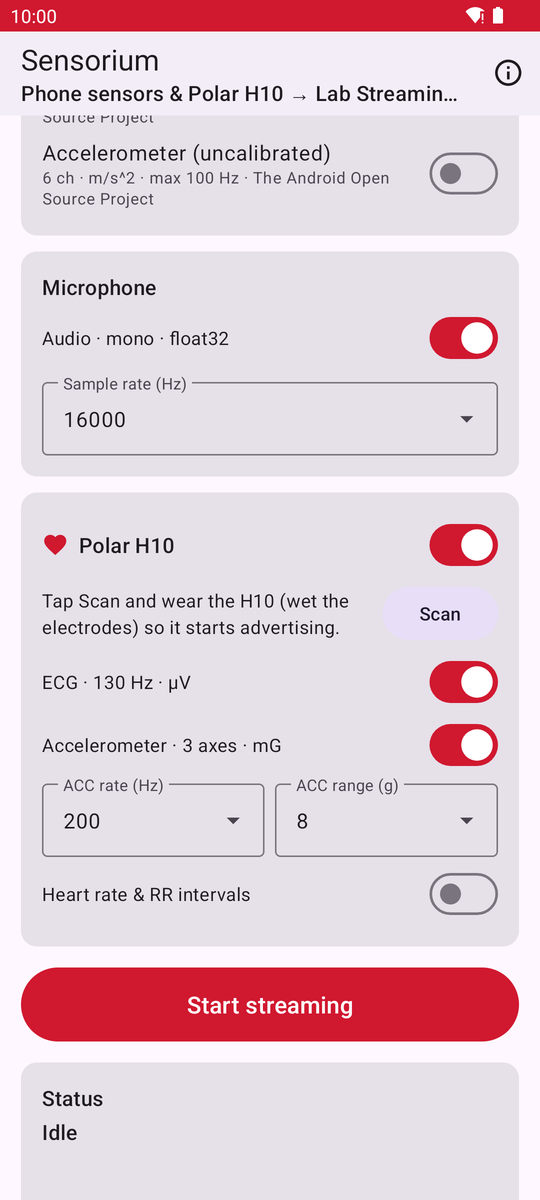 10:00
Sensorium
Phone sensors & Polar H10 → Lab Streamin…
Source Project
Accelerometer (uncalibrated)
6 ch · m/s^2 · max 100 Hz · The Android Open
Source Project
Microphone
Audio · mono · float32
Sample rate (Hz)
16000
Polar H10
Tap Scan and wear the H10 (wet the
electrodes) so it starts advertising.
Scan
ECG · 130 Hz · µV
Accelerometer · 3 axes · mG
ACC rate (Hz)
200
ACC range (g)
8
Heart rate & RR intervals
Start streaming
Status
Idle